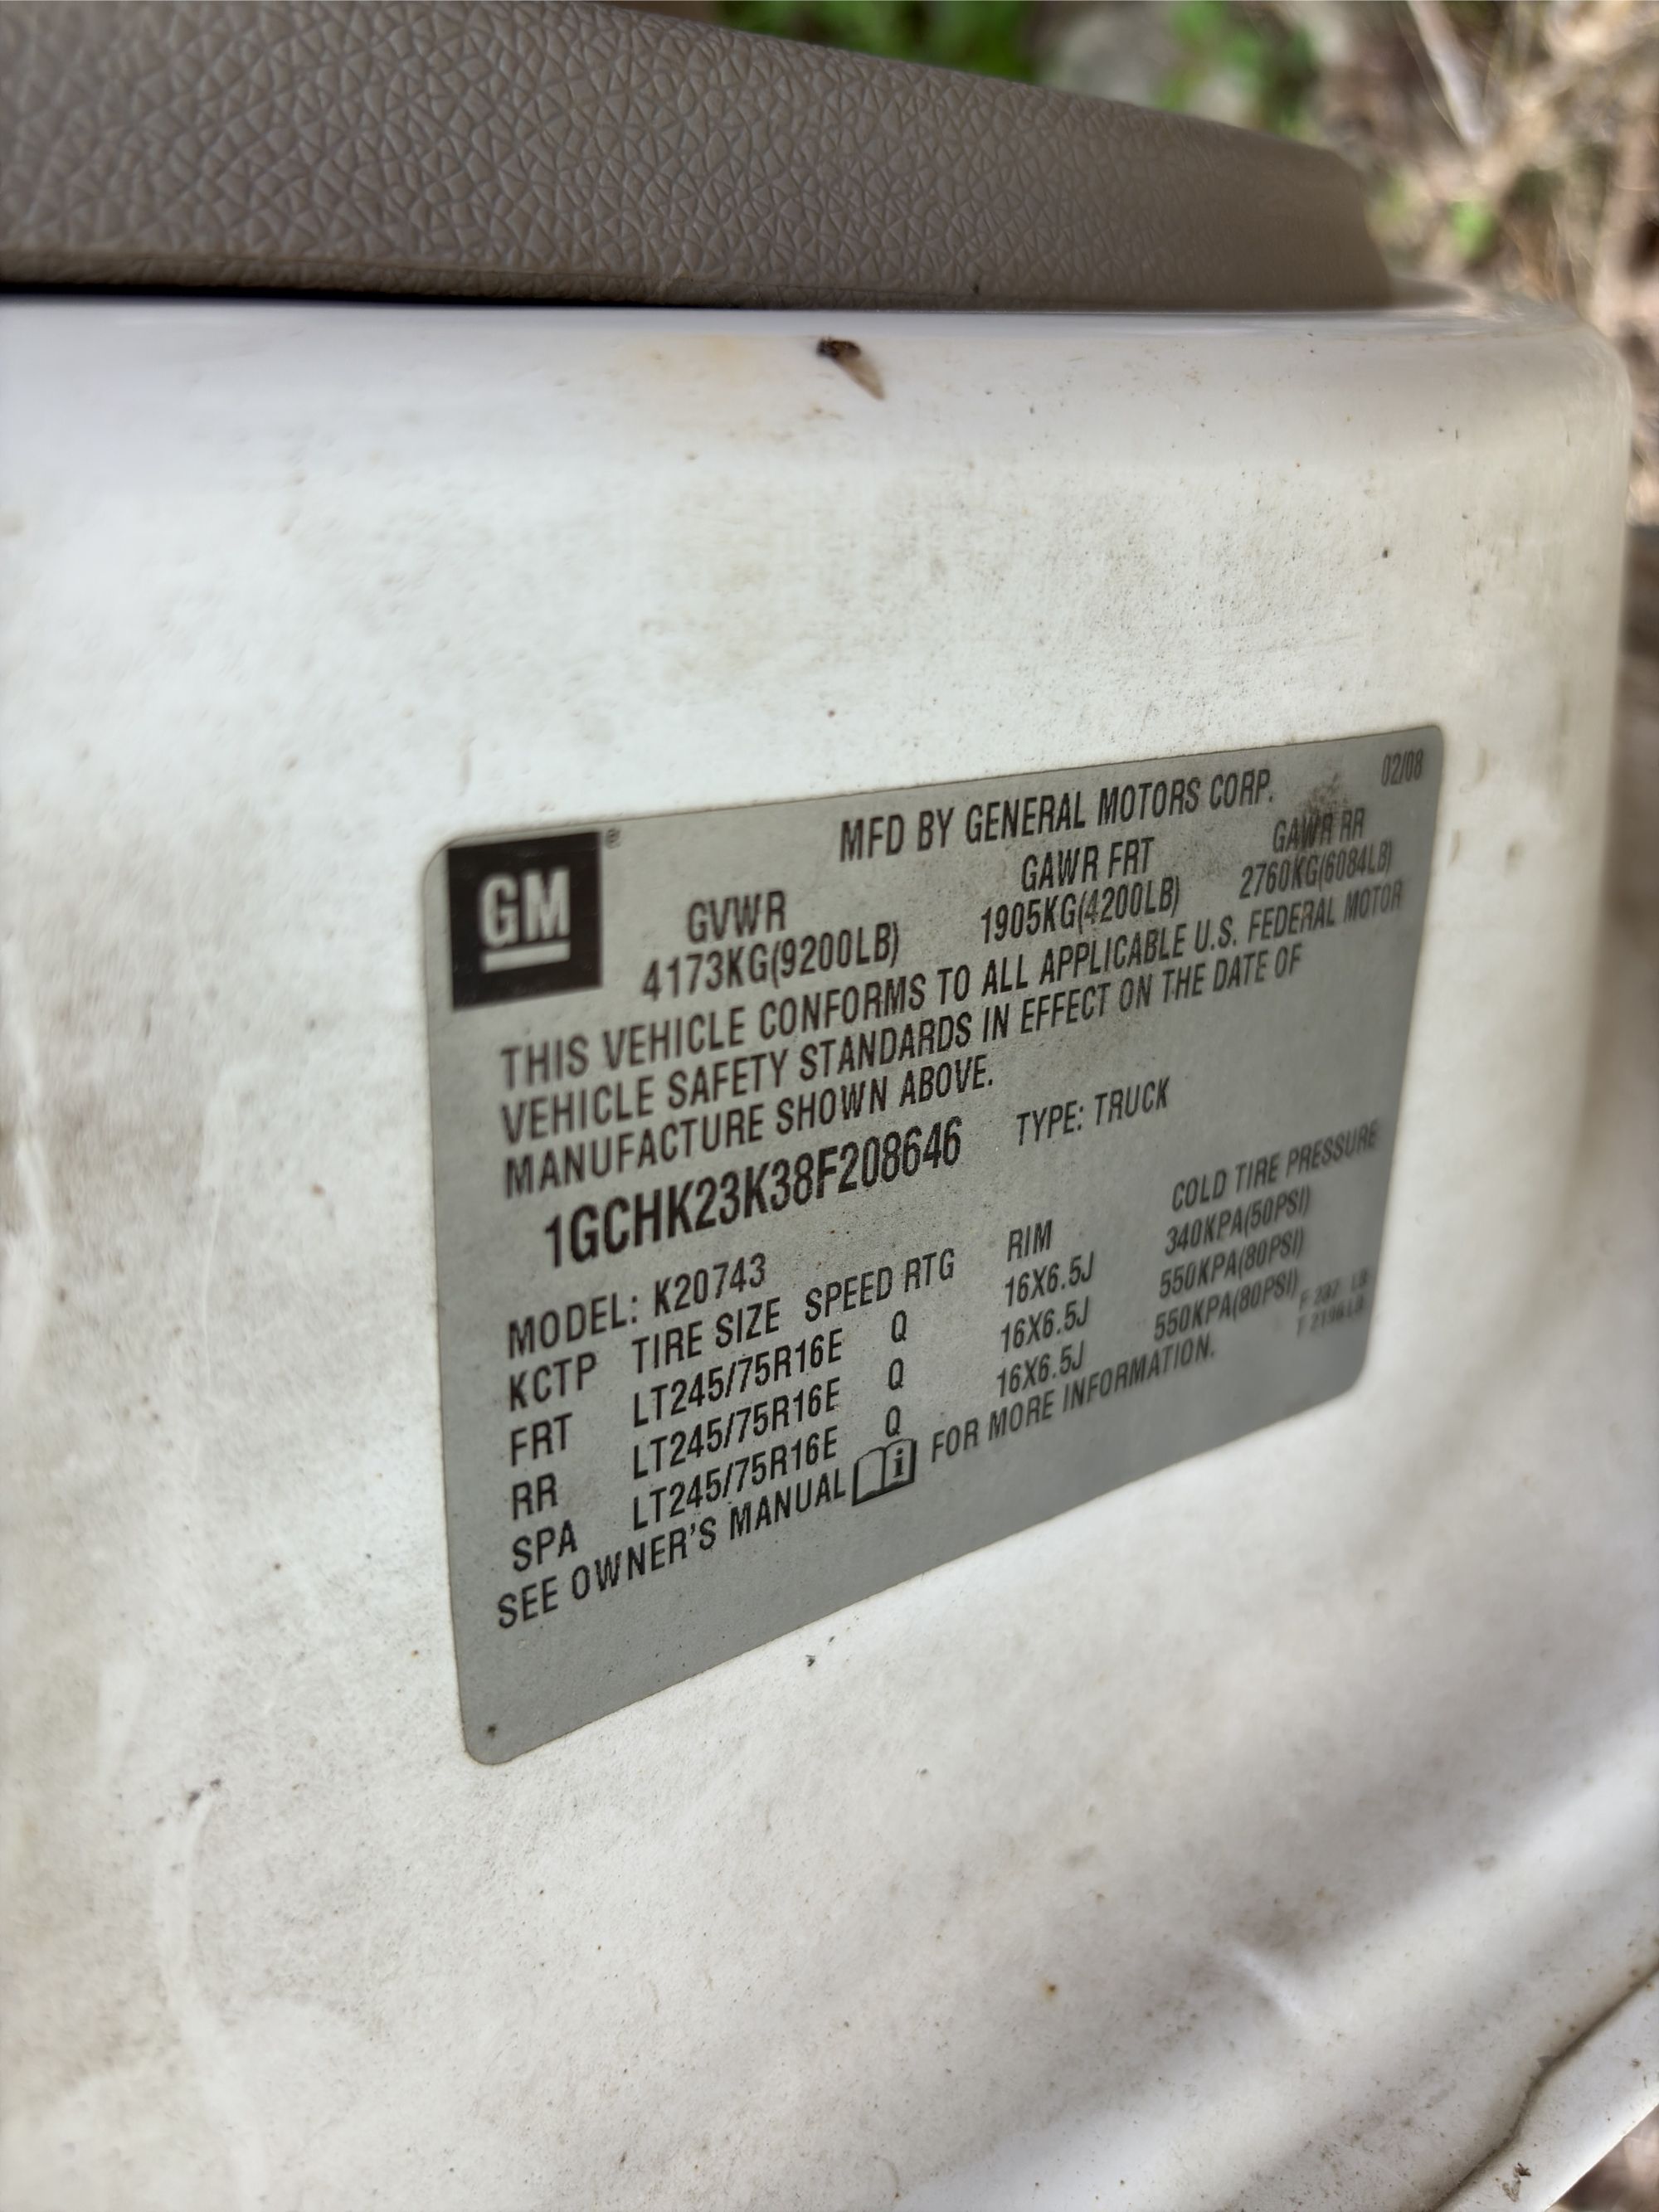 GM ®
MFD BY GENERAL MOTORS CORP. 02/08
GVWR GAWR FRT GAWR RR
4173KG(9200LB) 1905KG(4200LB) 2760KG(6084LB)
THIS VEHICLE CONFORMS TO ALL APPLICABLE U.S. FEDERAL MOTOR
VEHICLE SAFETY STANDARDS IN EFFECT ON THE DATE OF
MANUFACTURE SHOWN ABOVE.
1GCHK23K38F208646 TYPE: TRUCK
MODEL: K20743
KCTP TIRE SIZE SPEED RTG RIM COLD TIRE PRESSURE
FRT LT245/75R16E Q 16X6.5J 340KPA(50PSI)
RR LT245/75R16E Q 16X6.5J 550KPA(80PSI)
SPA LT245/75R16E Q 16X6.5J 550KPA(80PSI)
SEE OWNER'S MANUAL i FOR MORE INFORMATION.